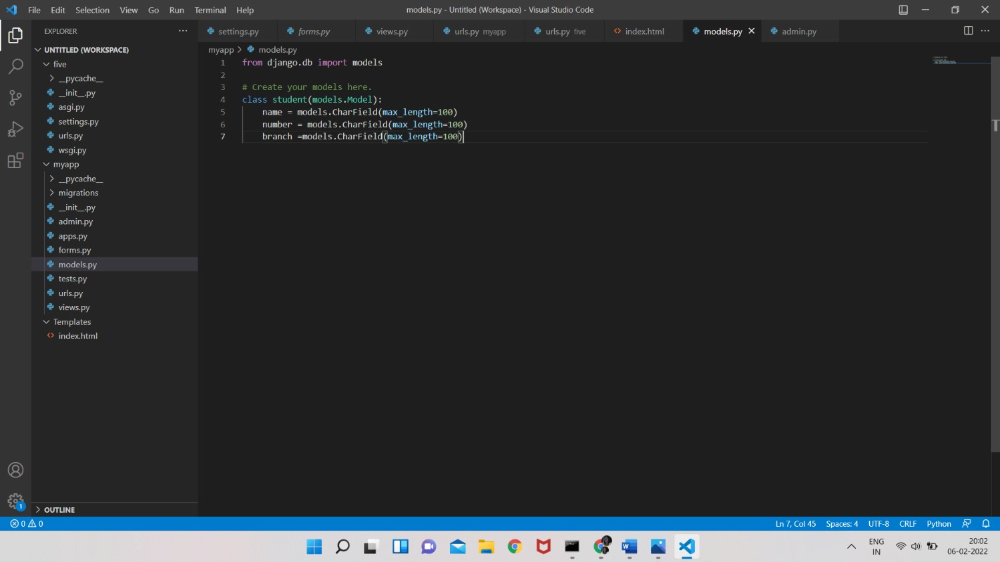 File Edit Selection View Go Run Terminal Help models.py - Untitled (Workspace) - Visual Studio Code
EXPLORER
settings.py forms.py views.py urls.py myapp urls.py five index.html models.py admin.py
UNTITLED (WORKSPACE)
five
__pycache__
__init__.py
asgi.py
settings.py
urls.py
wsgi.py
myapp
__pycache__
migrations
__init__.py
admin.py
apps.py
forms.py
models.py
tests.py
urls.py
views.py
Templates
index.html
OUTLINE
myapp > models.py
1 from django.db import models
2
3 # Create your models here.
4 class student(models.Model):
5 name = models.CharField(max_length=100)
6 number = models.CharField(max_length=100)
7 branch =models.CharField(max_length=100)
1
0 0 Ln 7, Col 45 Spaces: 4 UTF-8 CRLF Python
W
ENG
IN
20:02
06-02-2022